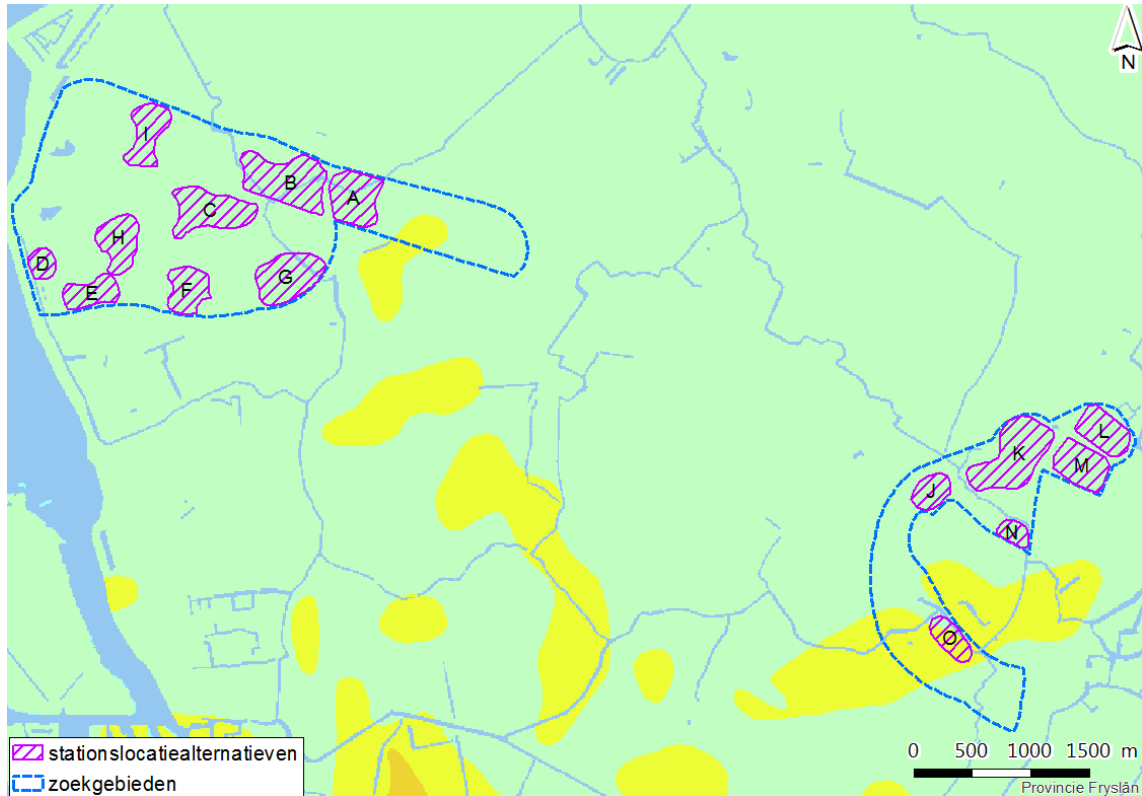 N
I
B
A
C
H
D
E
F
G
L
K
M
J
N
O
stationslocatiealternatieven
zoekgebieden
0 500 1000 1500 m
Provincie Fryslân